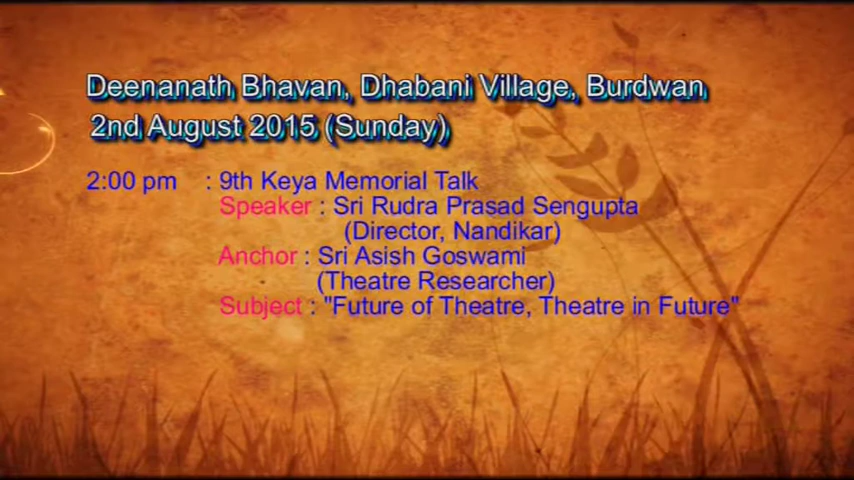 Deenanath Bhavan, Dhabani Village, Burdwan
2nd August 2015 (Sunday)
2:00 pm : 9th Keya Memorial Talk
Speaker : Sri Rudra Prasad Sengupta
(Director, Nandikar)
Anchor : Sri Asish Goswami
(Theatre Researcher)
Subject : "Future of Theatre, Theatre in Future"